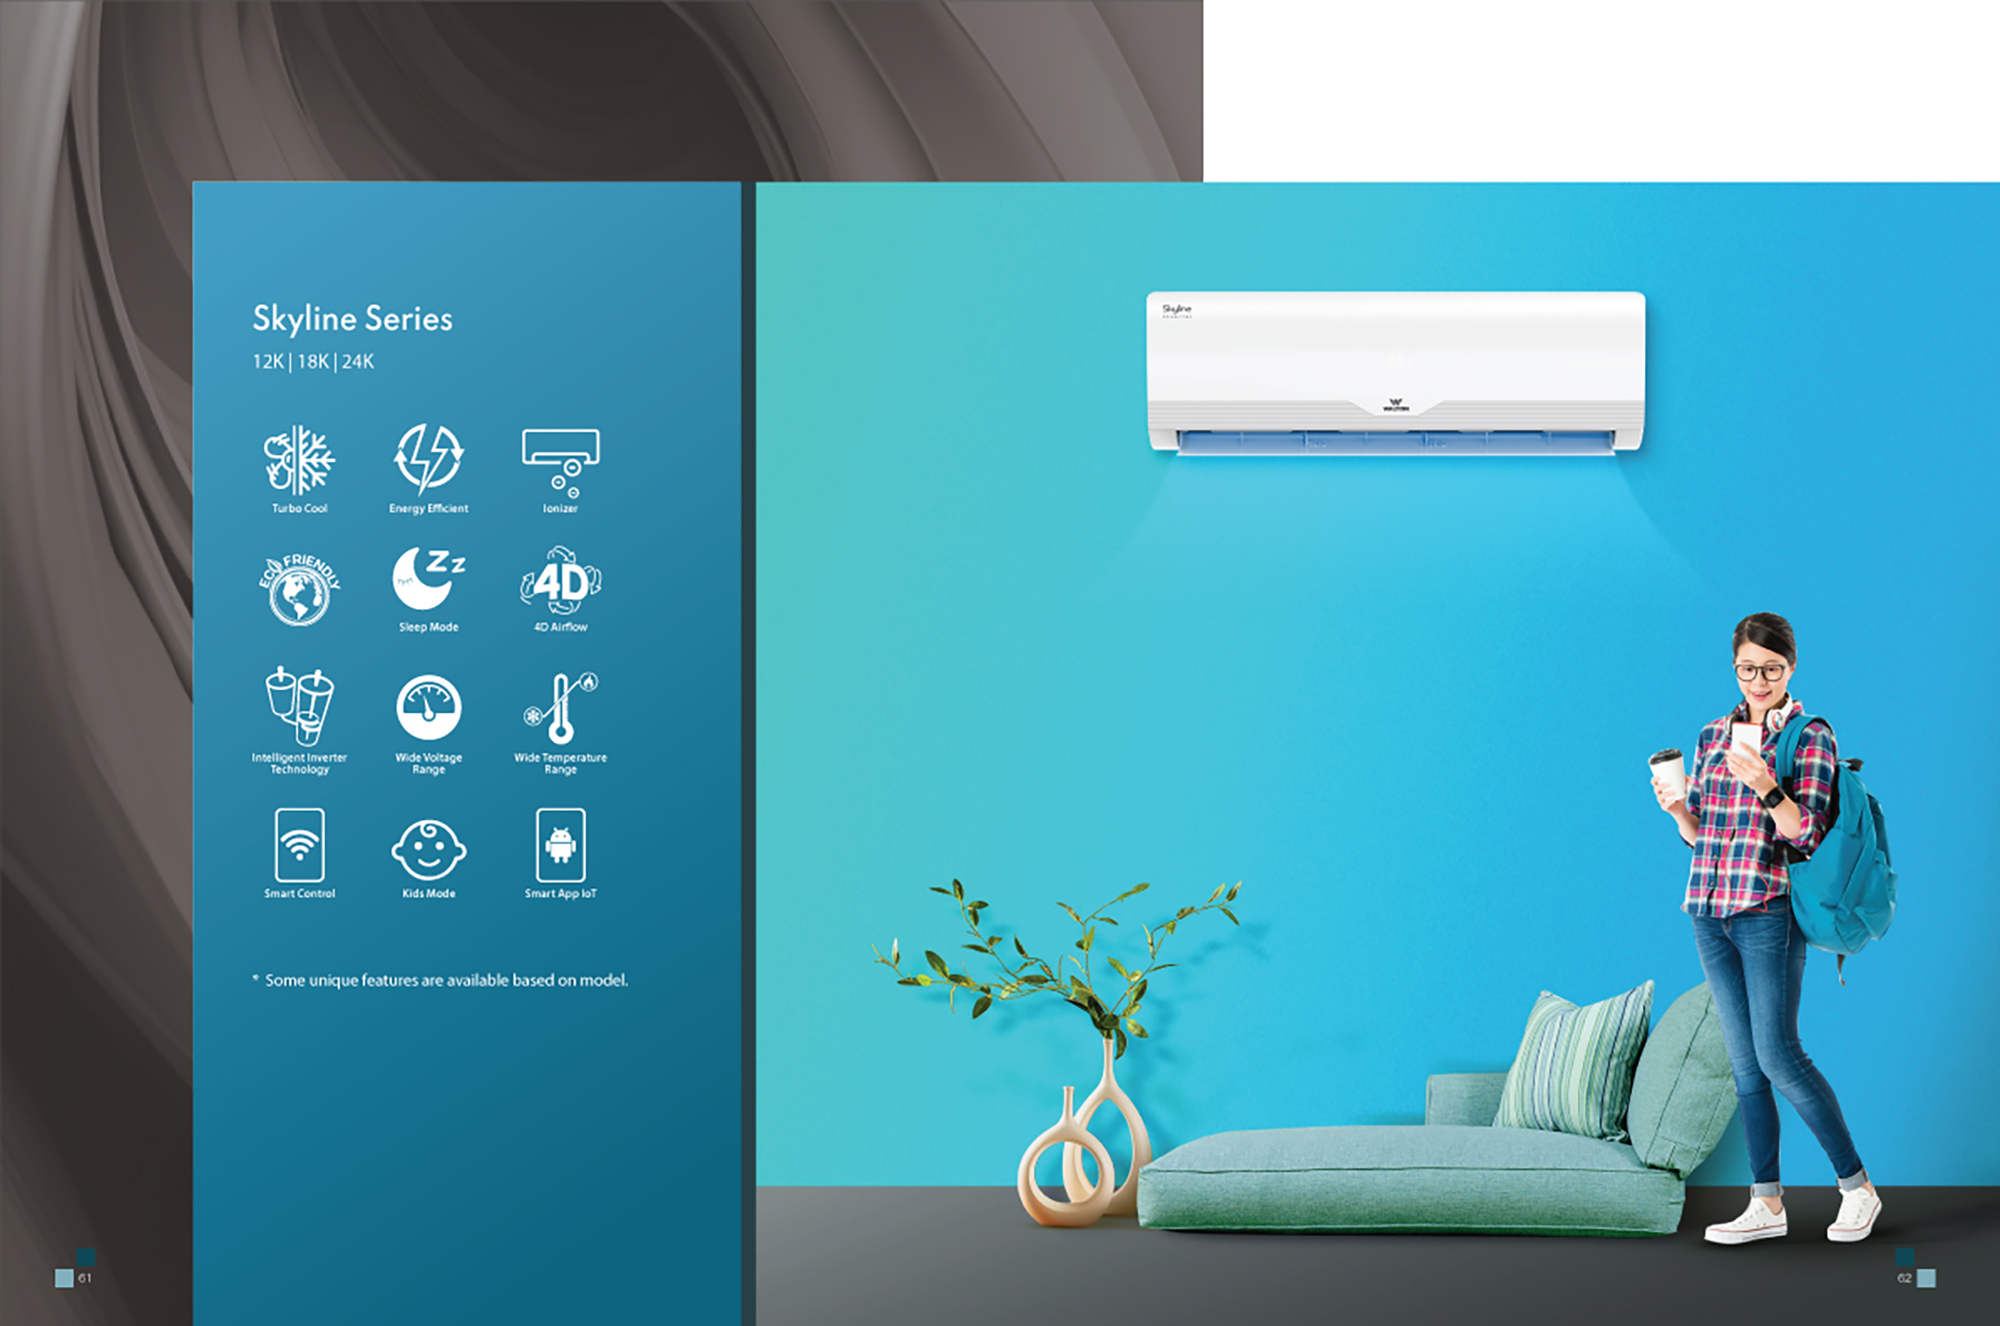 Skyline Series
12K | 18K | 24K
Turbo Cool
Energy Efficient
Ionizer
ECO FRIENDLY
Sleep Mode
4D
4D Airflow
Intelligent Inverter
Technology
Wide Voltage
Range
Wide Temperature
Range
Smart Control
Kids Mode
Smart App IoT
* Some unique features are available based on model.
61
Skyline
WALTON
62